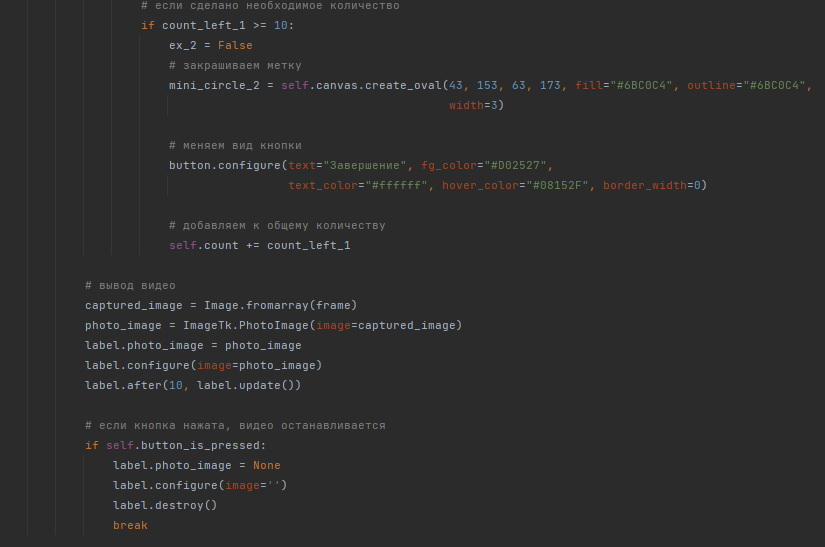 # если сделано необходимое количество
if count_left_1 >= 10:
ex_2 = False
# закрашиваем метку
mini_circle_2 = self.canvas.create_oval(43, 153, 63, 173, fill="#6BC0C4", outline="#6BC0C4",
width=3)
# меняем вид кнопки
button.configure(text="Завершение", fg_color="#D02527",
text_color="#ffffff", hover_color="#08152F", border_width=0)
# добавляем к общему количеству
self.count += count_left_1
# вывод видео
captured_image = Image.fromarray(frame)
photo_image = ImageTk.PhotoImage(image=captured_image)
label.photo_image = photo_image
label.configure(image=photo_image)
label.after(10, label.update())
# если кнопка нажата, видео останавливается
if self.button_is_pressed:
label.photo_image = None
label.configure(image='')
label.destroy()
break